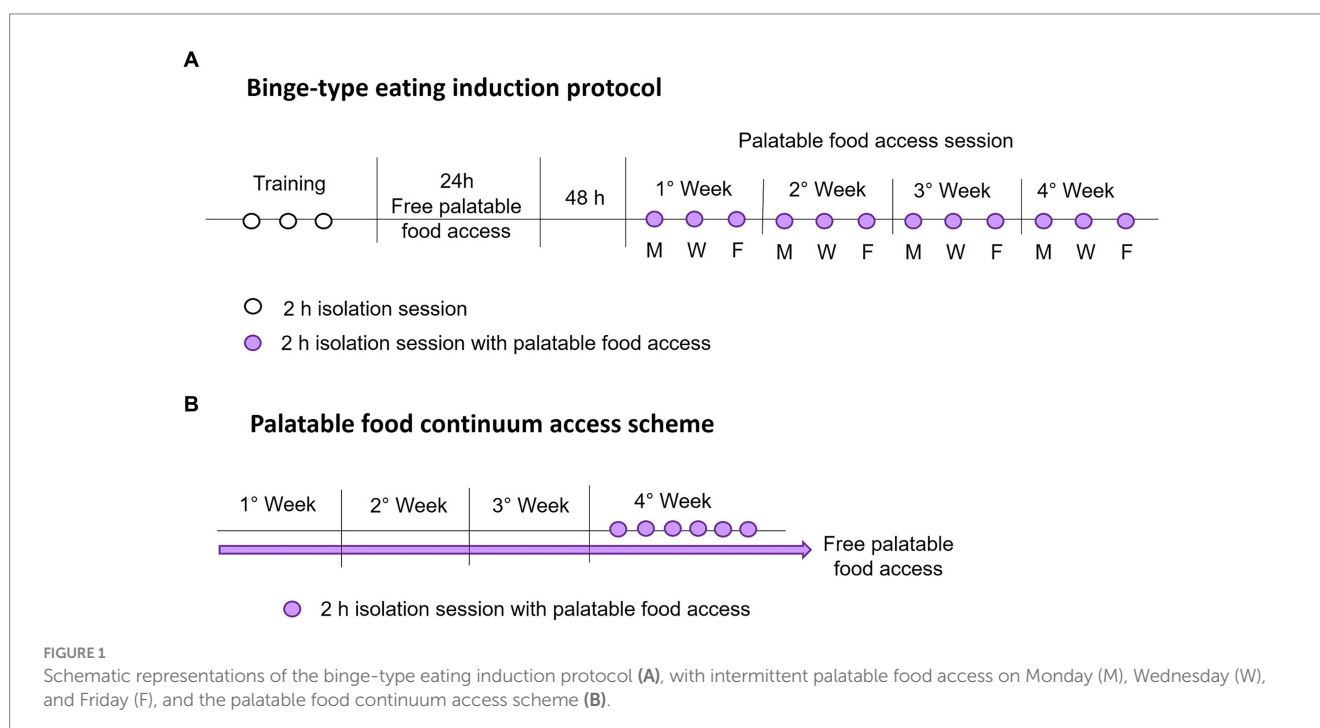 A
Binge-type eating induction protocol
Palatable food access session
Training
24h
Free palatable
food access
48 h
1° Week
2° Week
3° Week
4° Week
M W F M W F M W F M W F
2 h isolation session
2 h isolation session with palatable food access
B
Palatable food continuum access scheme
1° Week
2° Week
3° Week
4° Week
Free palatable
food access
2 h isolation session with palatable food access
FIGURE 1
Schematic representations of the binge-type eating induction protocol (A), with intermittent palatable food access on Monday (M), Wednesday (W),
and Friday (F), and the palatable food continuum access scheme (B).